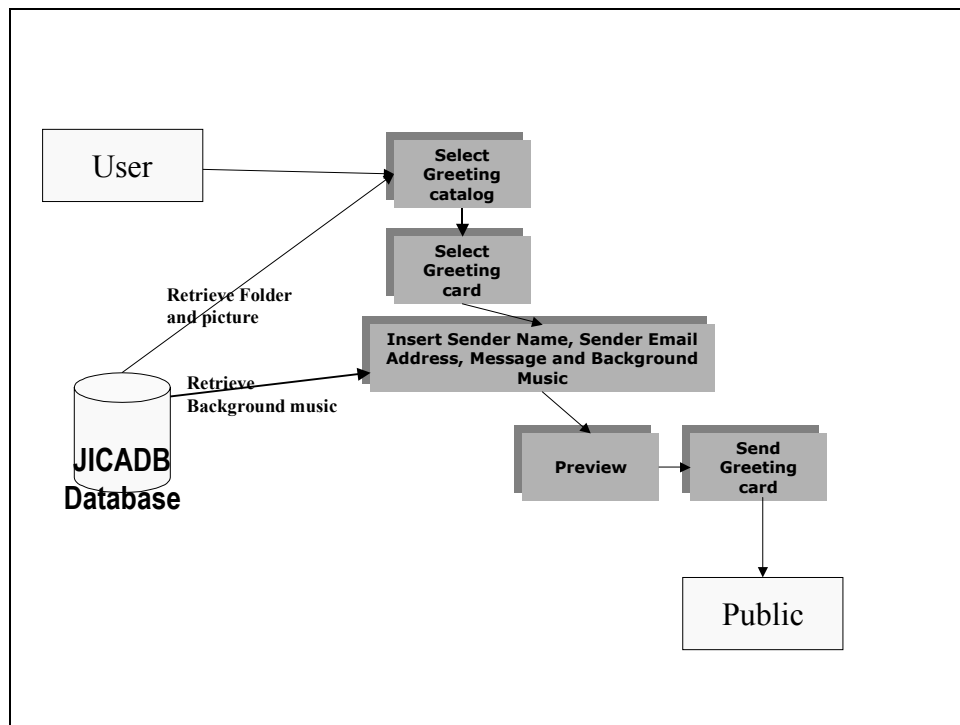 User
Select
Greeting
catalog
Select
Greeting
card
Retrieve Folder
and picture
Insert Sender Name, Sender Email
Address, Message and Background
Music
Retrieve
Background music
JICADB
Database
Preview
Send
Greeting
card
Public